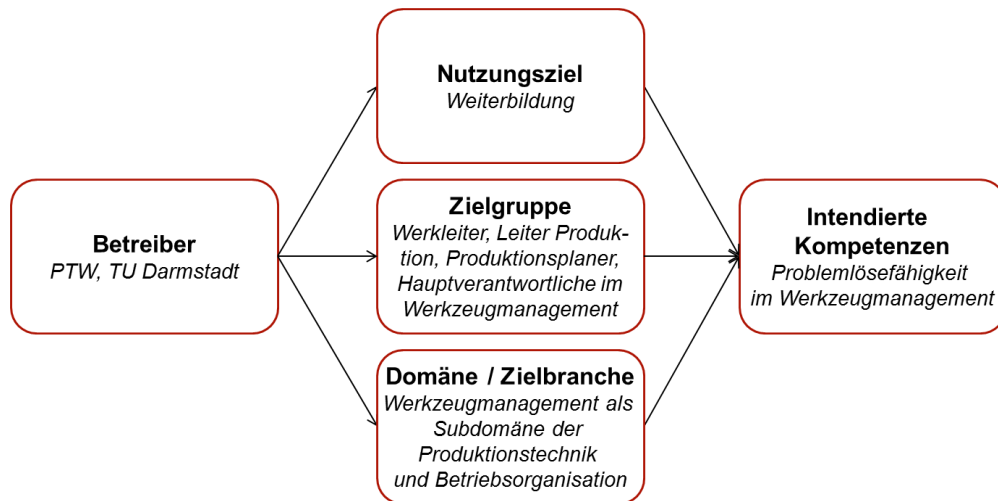 Nutzungsziel
Weiterbildung
Betreiber
PTW, TU Darmstadt
Zielgruppe
Werkleiter, Leiter Produk-
tion, Produktionsplaner,
Hauptverantwortliche im
Werkzeugmanagement
Domäne / Zielbranche
Werkzeugmanagement als
Subdomäne der
Produktionstechnik
und Betriebsorganisation
Intendierte
Kompetenzen
Problemlösefähigkeit
im Werkzeugmanagement